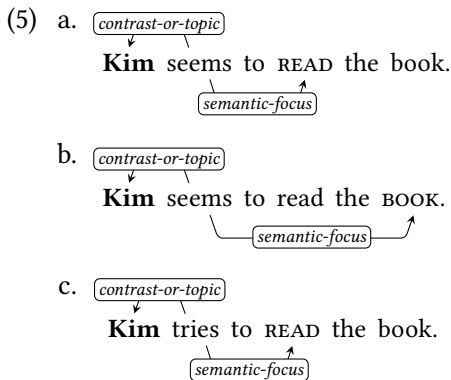 (5) a. contrast-or-topic
Kim seems to READ the book.
semantic-focus
b. contrast-or-topic
Kim seems to read the BOOK.
semantic-focus
c. contrast-or-topic
Kim tries to READ the book.
semantic-focus